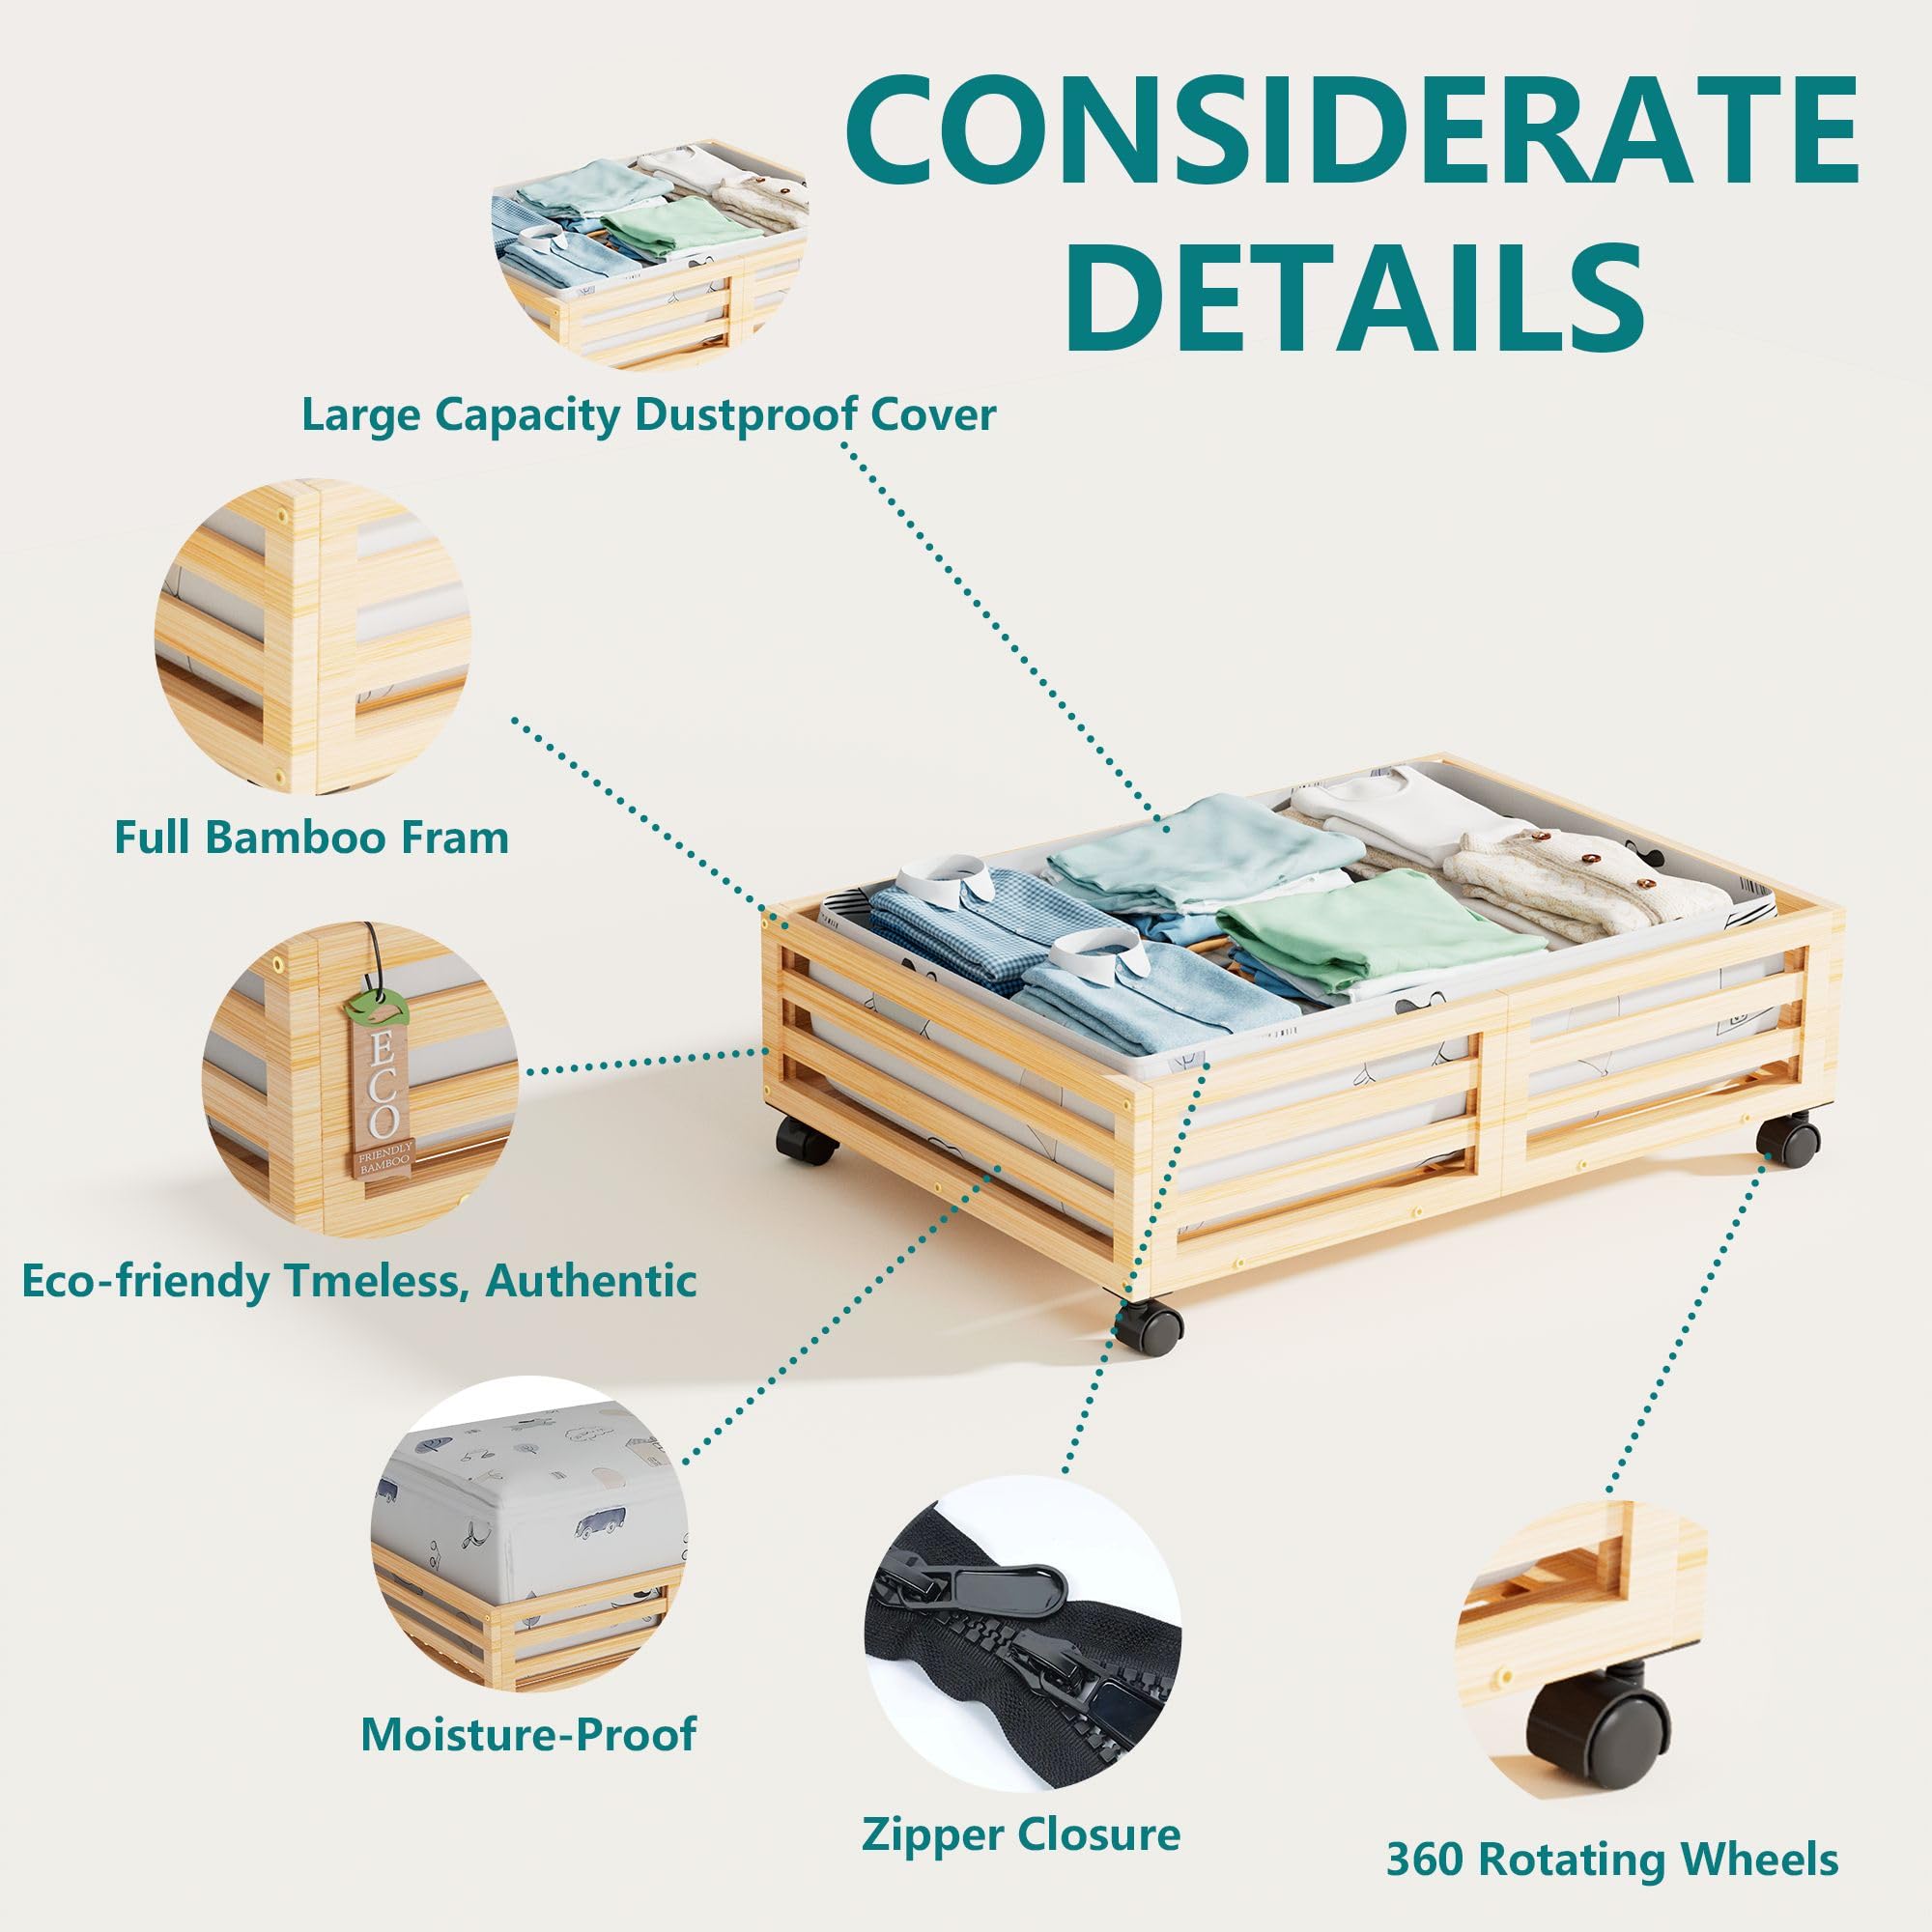 CONSIDERATE
DETAILS
Large Capacity Dustproof Cover
Full Bamboo Fram
ECO
FRIENDLY
BAMBOO
Eco-friendy Tmeless, Authentic
Moisture-Proof
Zipper Closure
360 Rotating Wheels